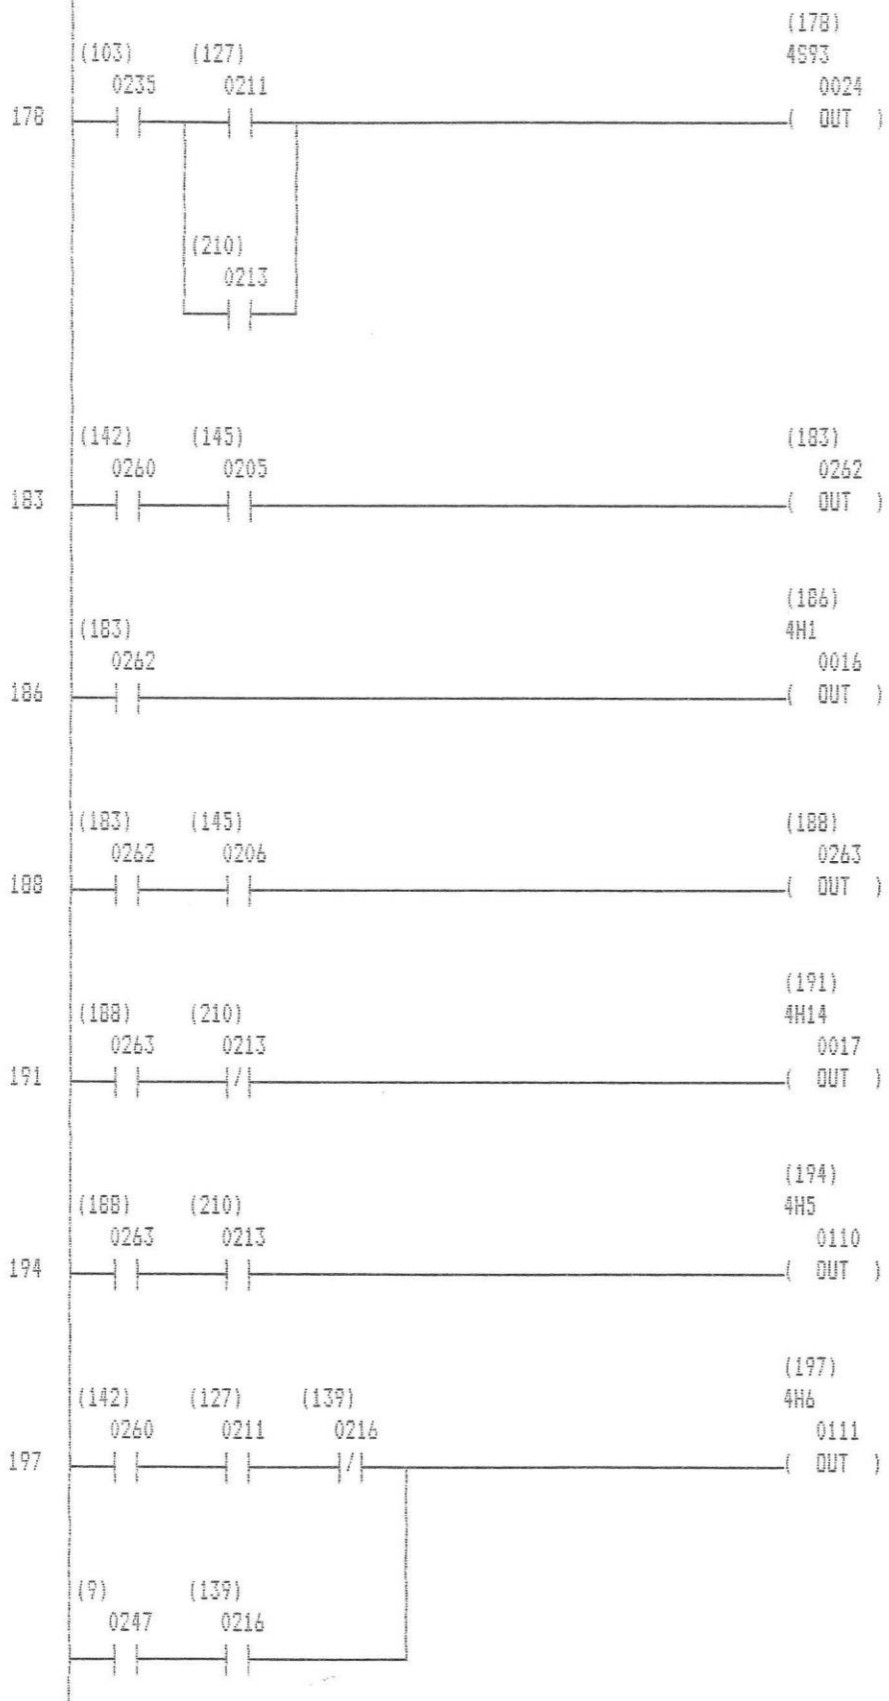 (178)
(103) (127) 4S93
0235 0211 0024
178 ( OUT )
(210)
0213
(142) (145) (183)
0260 0205 0262
183 ( OUT )
(186)
(183) 4H1
0262 0016
186 ( OUT )
(183) (145) (188)
0262 0206 0263
188 ( OUT )
(191)
(188) (210) 4H14
0263 0213 0017
191 ( OUT )
(194)
(188) (210) 4H5
0263 0213 0110
194 ( OUT )
(197)
(142) (127) (139) 4H6
0260 0211 0216 0111
197 ( OUT )
(9) (139)
0247 0216